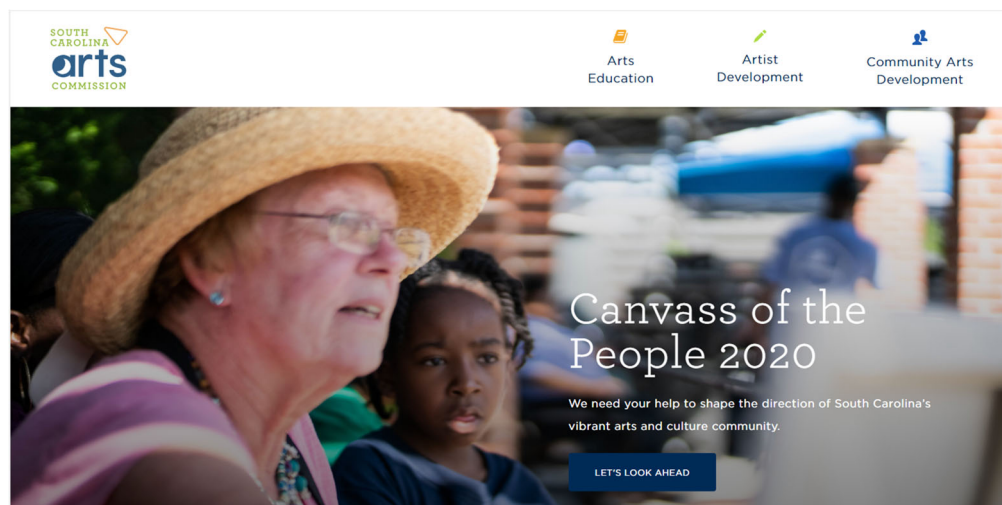 SOUTH
CAROLINA
arts
COMMISSION
Arts
Education
Artist
Development
Community Arts
Development
Canvass of the
People 2020
We need your help to shape the direction of South Carolina's
vibrant arts and culture community.
LET'S LOOK AHEAD